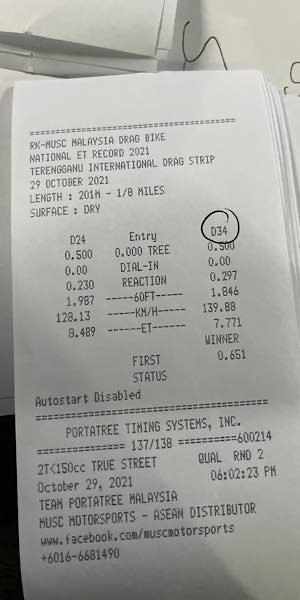 ==================================
RK-MUSC MALAYSIA DRAG BIKE
NATIONAL ET RECORD 2021
TERENGGANU INTERNATIONAL DRAG STRIP
29 OCTOBER 2021
LENGTH : 201M - 1/8 MILES
SURFACE : DRY
==================================
D24 Entry D34
0.500 0.000 TREE 0.500
0.00 DIAL-IN 0.00
0.230 REACTION 0.297
1.987 -----60FT----- 1.846
128.13 -----KM/H----- 139.88
8.489 ------ET------ 7.771
FIRST WINNER
STATUS 0.651
Autostart Disabled
==================================
PORTATREE TIMING SYSTEMS, INC.
============== 137/138 ==========600214
2T<150cc TRUE STREET QUAL RND 2
October 29, 2021 06:02:23 PM
TEAM PORTATREE MALAYSIA
MUSC MOTORSPORTS - ASEAN DISTRIBUTOR
www.facebook.com/muscmotorsports
+6016-6681490